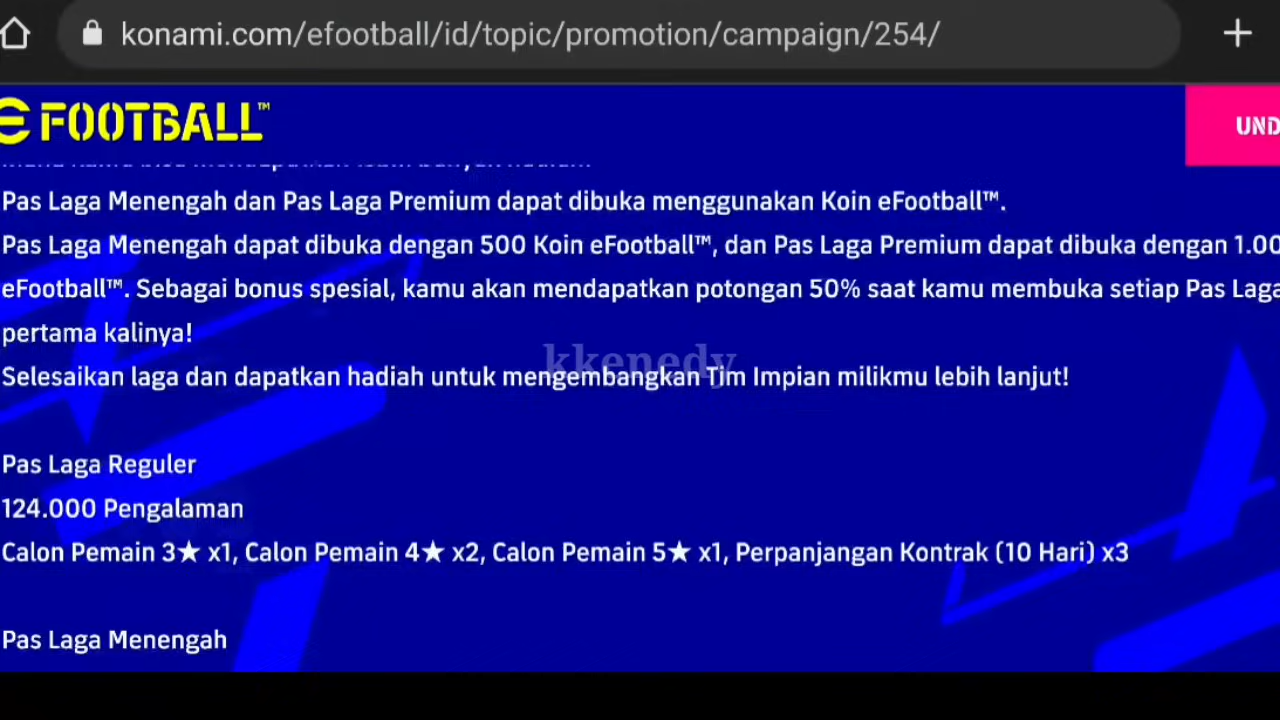 konami.com/efootball/id/topic/promotion/campaign/254/
eFOOTBALL™
UND
Pas Laga Menengah dan Pas Laga Premium dapat dibuka menggunakan Koin eFootball™.
Pas Laga Menengah dapat dibuka dengan 500 Koin eFootball™, dan Pas Laga Premium dapat dibuka dengan 1.00
eFootball™. Sebagai bonus spesial, kamu akan mendapatkan potongan 50% saat kamu membuka setiap Pas Laga
pertama kalinya!
kkenedy
Selesaikan laga dan dapatkan hadiah untuk mengembangkan Tim Impian milikmu lebih lanjut!
Pas Laga Reguler
124.000 Pengalaman
Calon Pemain 3★ x1, Calon Pemain 4★ x2, Calon Pemain 5★ x1, Perpanjangan Kontrak (10 Hari) x3
Pas Laga Menengah